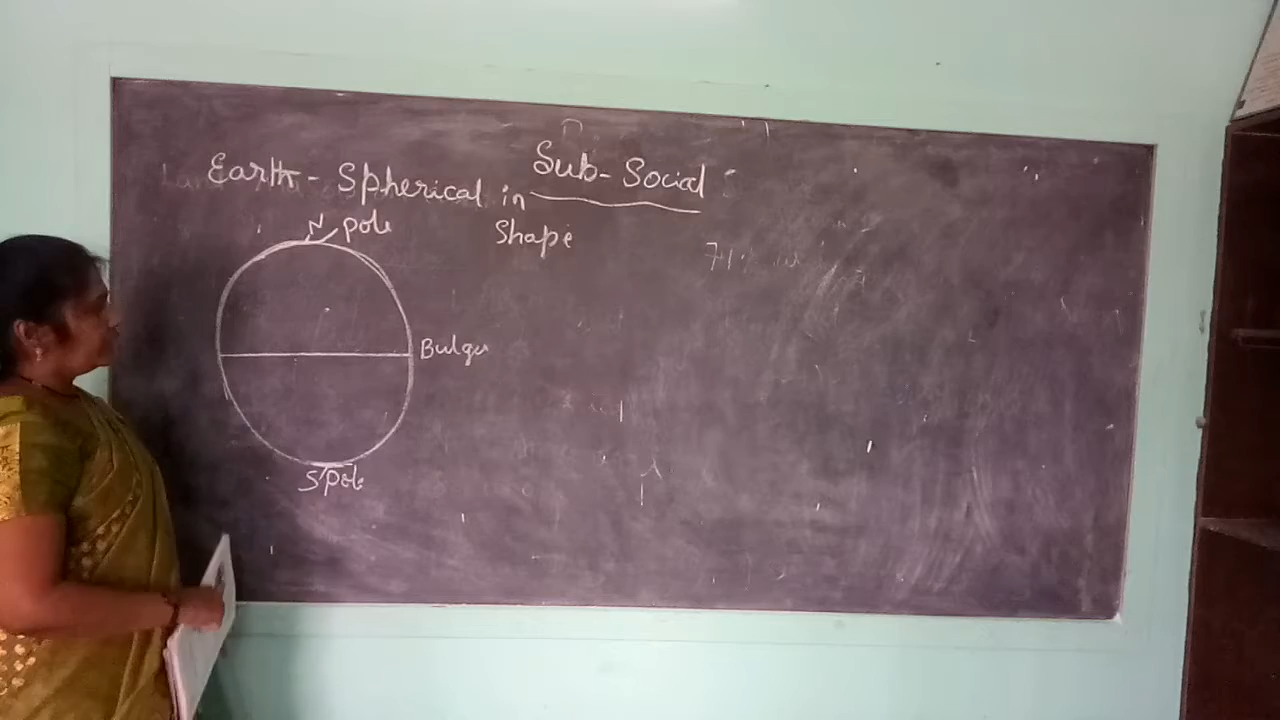 Sub- Social
Earth - Spherical in
Shape
N pole
Bulge
S pole